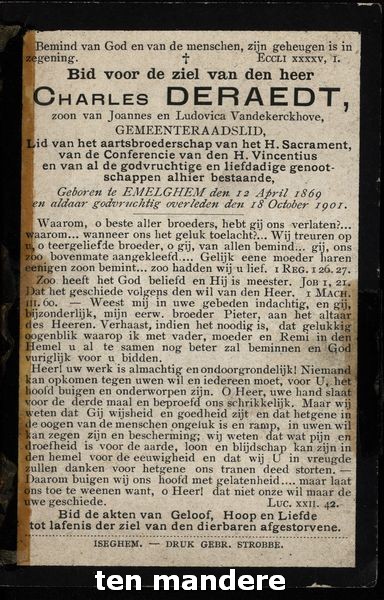 Bemind van God en van de menschen, zijn geheugen is in
zegening. † ECCLI XXXXV, I.
Bid voor de ziel van den heer
CHARLES DERAEDT,
zoon van Joannes en Ludovica Vandekerckhove,
GEMEENTERAADSLID,
Lid van het aartsbroederschap van het H. Sacrament,
van de Conferencie van den H. Vincentius
en van al de godvruchtige en liefdadige genoot-
schappen alhier bestaande,
Geboren te EMELGHEM den 12 April 1869
en aldaar godvruchtig overleden den 18 October 1901.
Waarom, o beste aller broeders, hebt gij ons verlaten?...
waarom... wanneer ons het geluk toelacht?... Wij treuren op
u, o teergeliefde broeder, o gij, van allen bemind... gij, ons
zoo bovenmate aangekleefd.... Gelijk eene moeder haren
eenigen zoon bemint... zoo hadden wij u lief. 1 REG. 1 26. 27.
Zoo heeft het God beliefd en Hij is meester. JOB I, 21.
Dat het geschiede volgens den wil van den Heer. 1 MACH
III. 60. — Weest mij in uwe gebeden indachtig, en gij,
bijzonderlijk, mijn eerw. broeder Pieter, aan het altaar
des Heeren. Verhaast, indien het noodig is, dat gelukkig
oogenblik waarop ik met vader, moeder en Remi in den
Hemel u al te samen nog beter zal beminnen en God
vuriglijk voor u bidden.
Heer! uw werk is almachtig en ondoorgrondelijk! Niemand
kan opkomen tegen uwen wil en iedereen moet, voor U, het
hoofd buigen en onderworpen zijn. O Heer, uwe hand slaat
voor de derde maal en beproefd ons schrikkelijk. Maar wij
weten dat Gij wijsheid en goedheid zijt en dat hetgene in
de oogen van de menschen ongeluk is en ramp, in uwen wil
kan zegen zijn en bescherming; wij weten dat wat pijn en
droefheid is voor de aarde, loon en blijdschap kan zijn in
den hemel voor de eeuwigheid en dat wij U in vreugde
zullen danken voor hetgene ons tranen deed storten. —
Daarom buigen wij ons hoofd met gelatenheid.... maar laat
ons toe te weenen want, o Heer! dat niet onze wil maar de
uwe geschiede. LUC. XXII. 42.
Bid de akten van Geloof, Hoop en Liefde
tot lafenis der ziel van den dierbaren afgestorvene.
ISEGHEM. — DRUK GEBR. STROBBE.
ten mandere